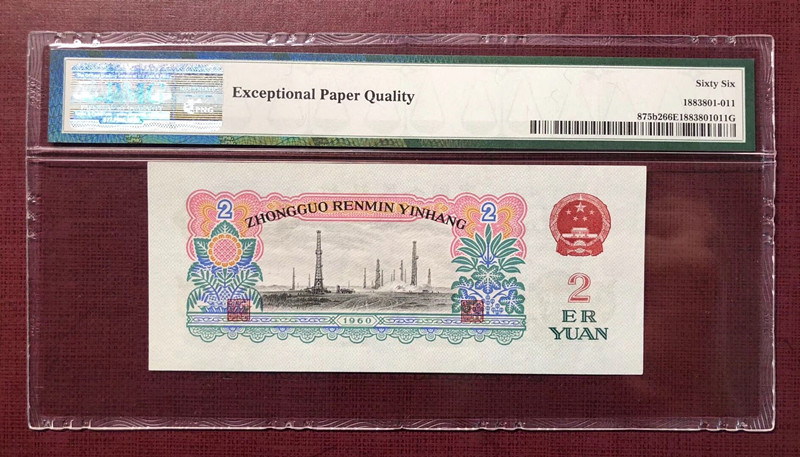 Sixty Six
Exceptional Paper Quality
1883801-011
875b266E1883801011G
2
ZHONGGUO RENMIN YINHANG
2
2
ER
YUAN
1960